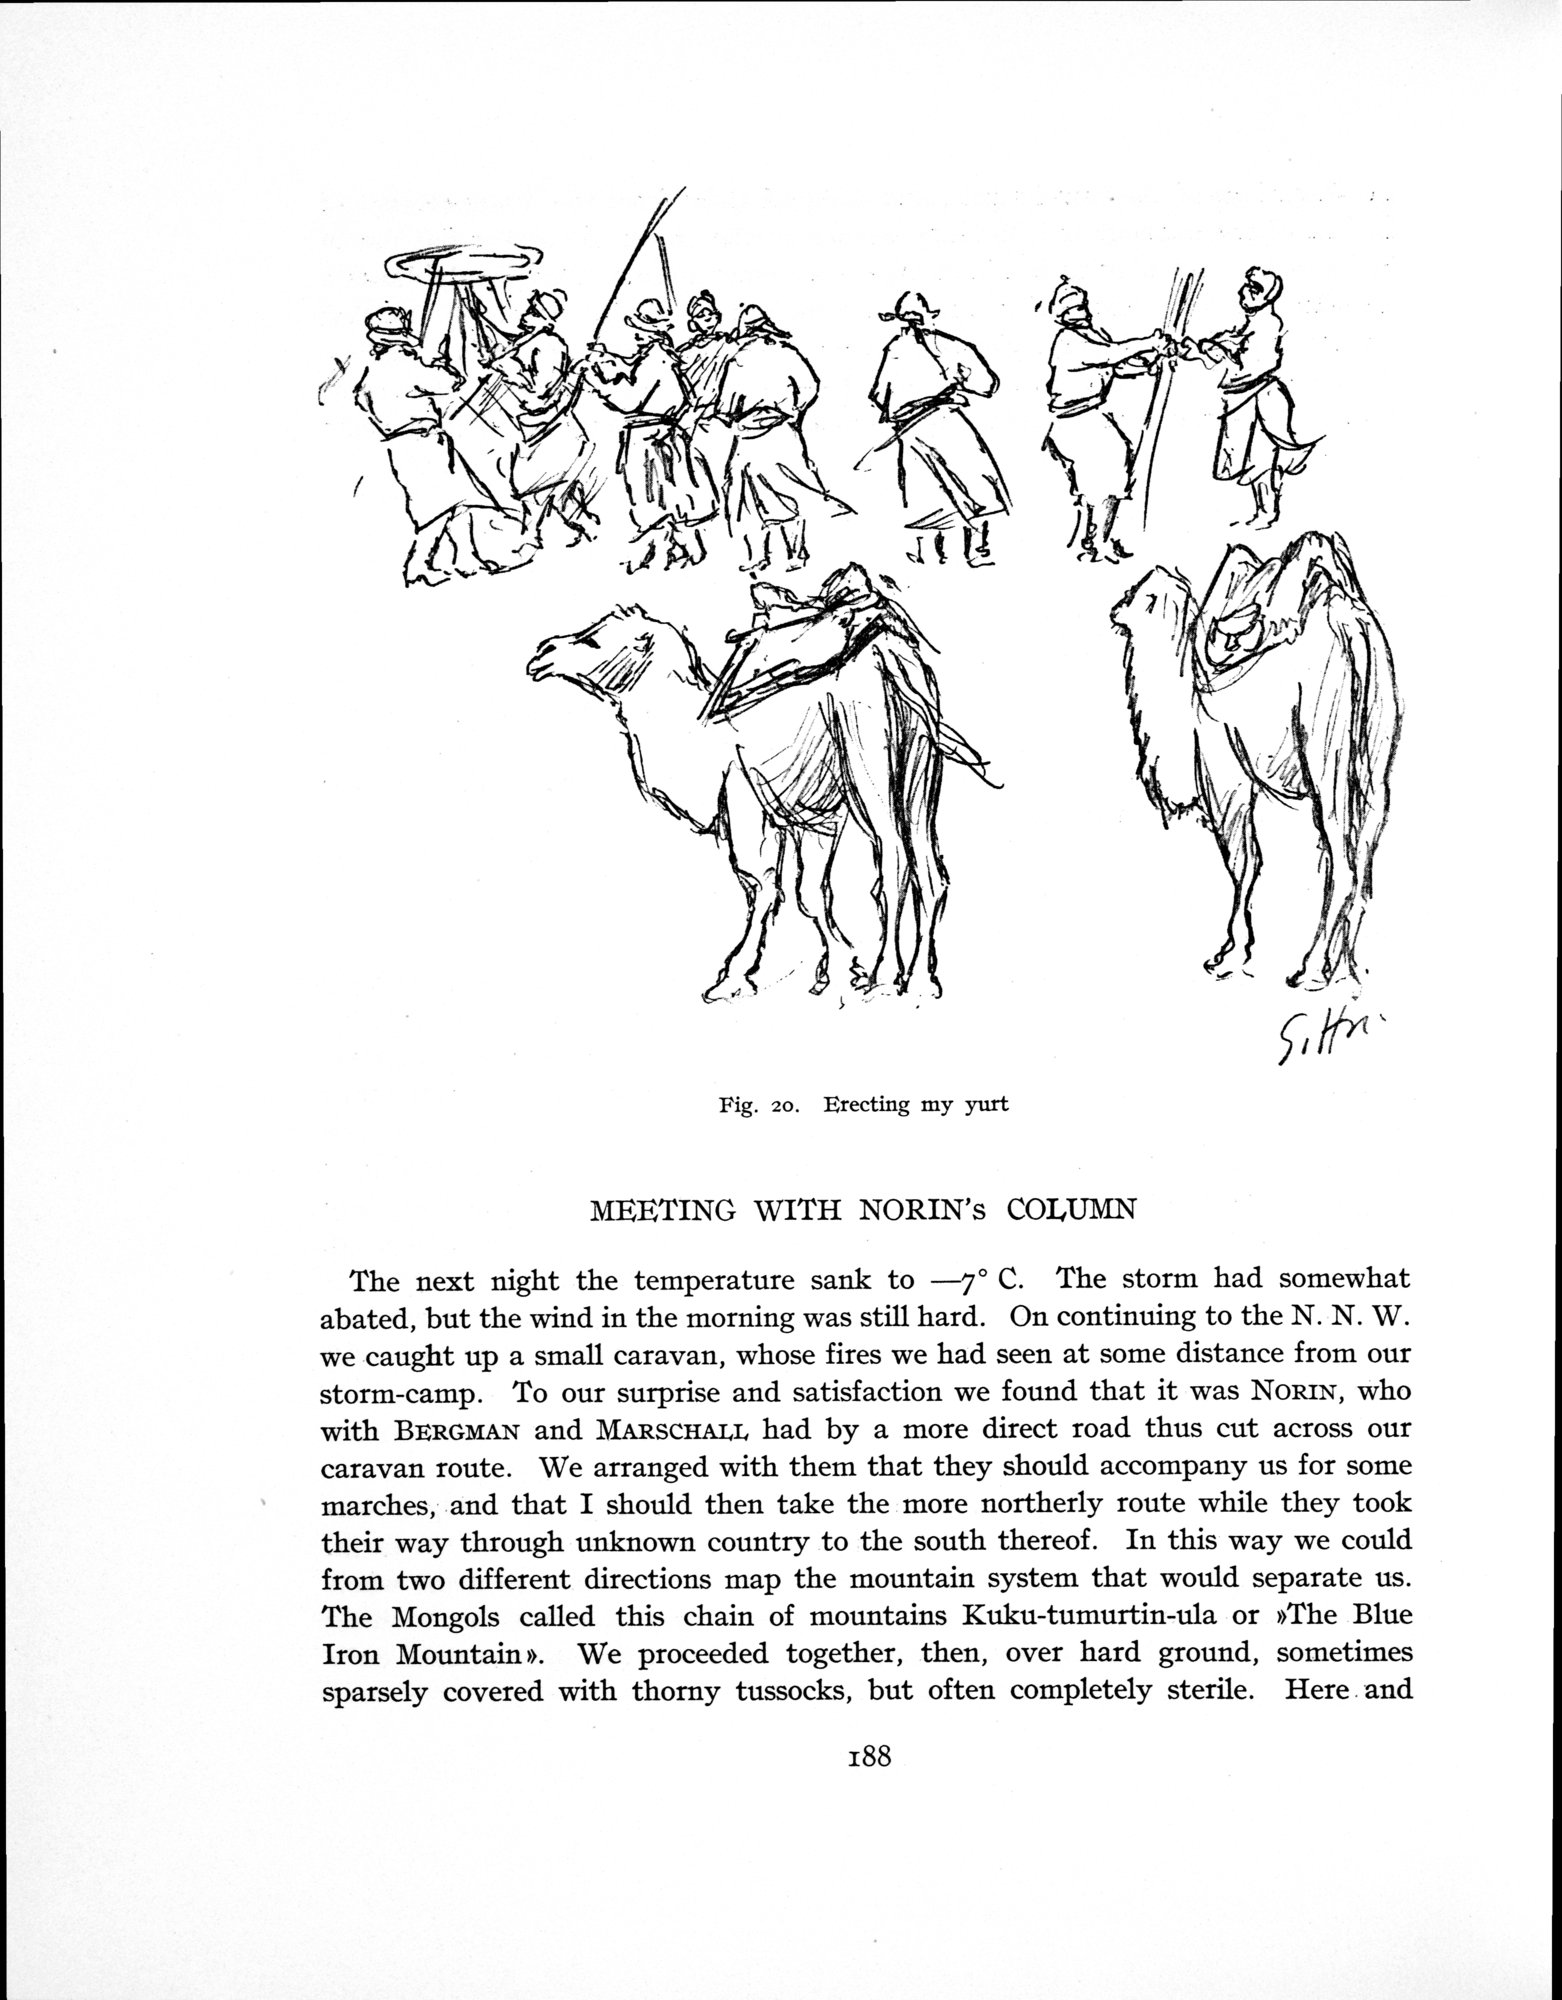 Fig. 20. Erecting my yurt
MEETING WITH NORIN's COLUMN
The next night the temperature sank to —7° C. The storm had somewhat
abated, but the wind in the morning was still hard. On continuing to the N. N. W.
we caught up a small caravan, whose fires we had seen at some distance from our
storm-camp. To our surprise and satisfaction we found that it was NORIN, who
with BERGMAN and MARSCHALL had by a more direct road thus cut across our
caravan route. We arranged with them that they should accompany us for some
marches, and that I should then take the more northerly route while they took
their way through unknown country to the south thereof. In this way we could
from two different directions map the mountain system that would separate us.
The Mongols called this chain of mountains Kuku-tumurtin-ula or »The Blue
Iron Mountain». We proceeded together, then, over hard ground, sometimes
sparsely covered with thorny tussocks, but often completely sterile. Here and
188